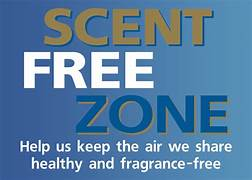 SCENT
FREE
ZONE
Help us keep the air we share
healthy and fragrance-free